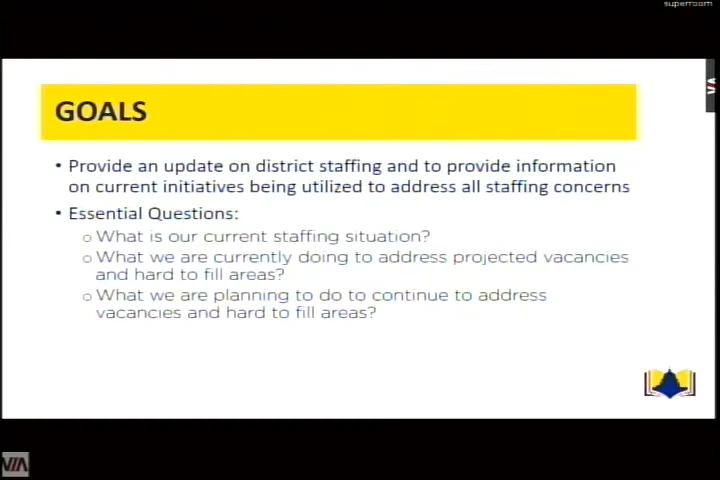 superroom
GOALS
• Provide an update on district staffing and to provide information
on current initiatives being utilized to address all staffing concerns
• Essential Questions:
o What is our current staffing situation?
o What we are currently doing to address projected vacancies
and hard to fill areas?
o What we are planning to do to continue to address
vacancies and hard to fill areas?
VIA